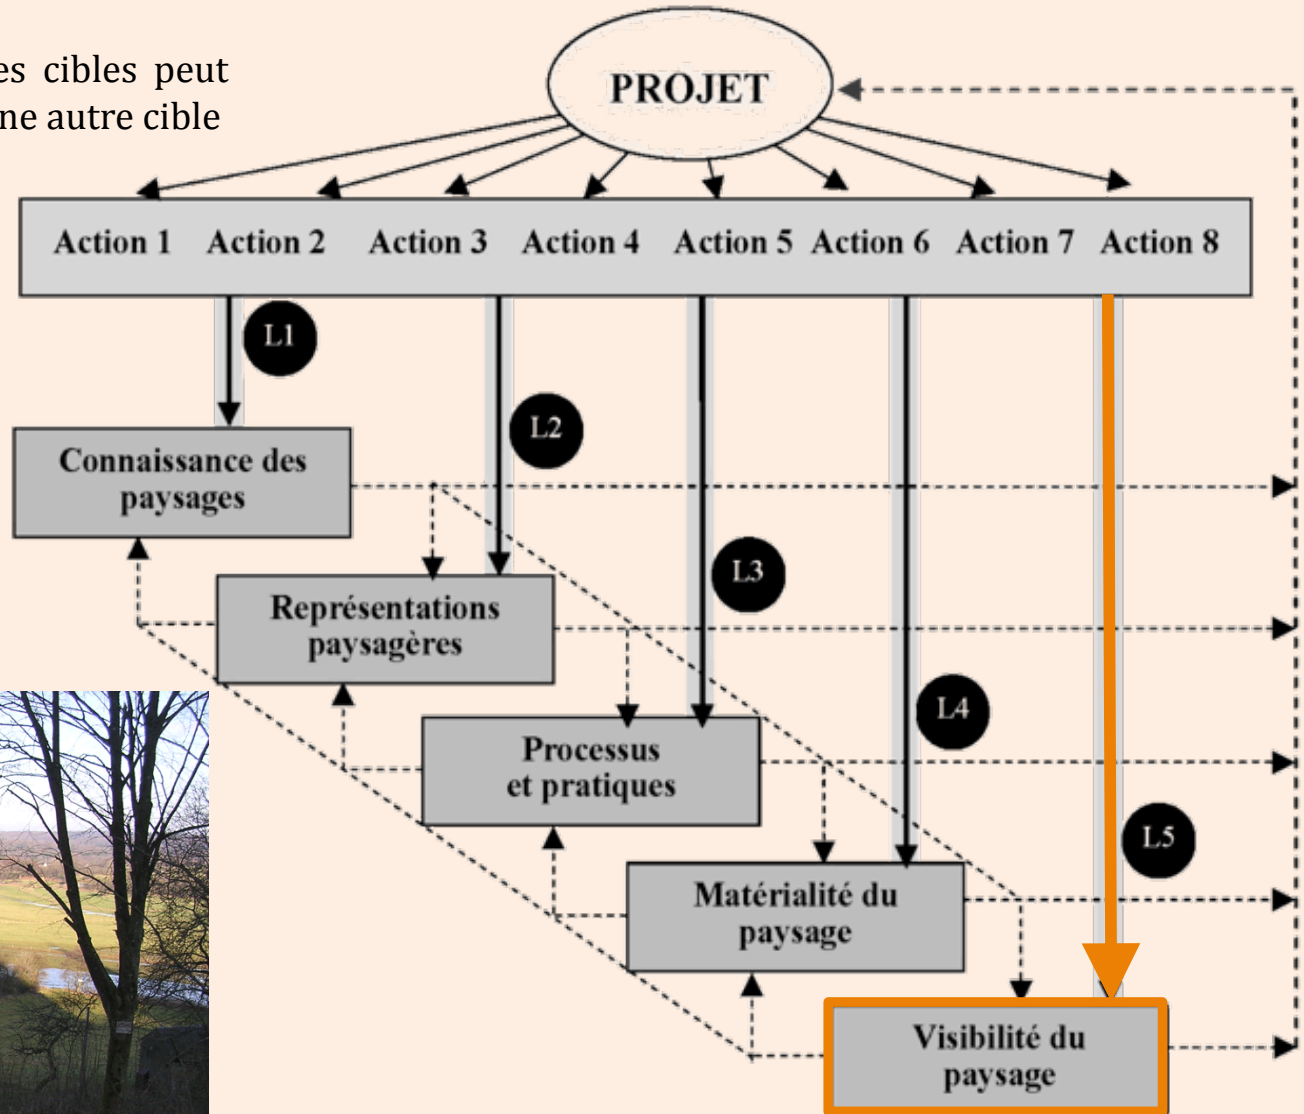 es cibles peut
ne autre cible
PROJET
Action 1 Action 2 Action 3 Action 4 Action 5 Action 6 Action 7 Action 8
L1
L2
Connaissance des
paysages
L3
Représentations
paysagères
L4
Processus
et pratiques
L5
Matérialité du
paysage
Visibilité du
paysage